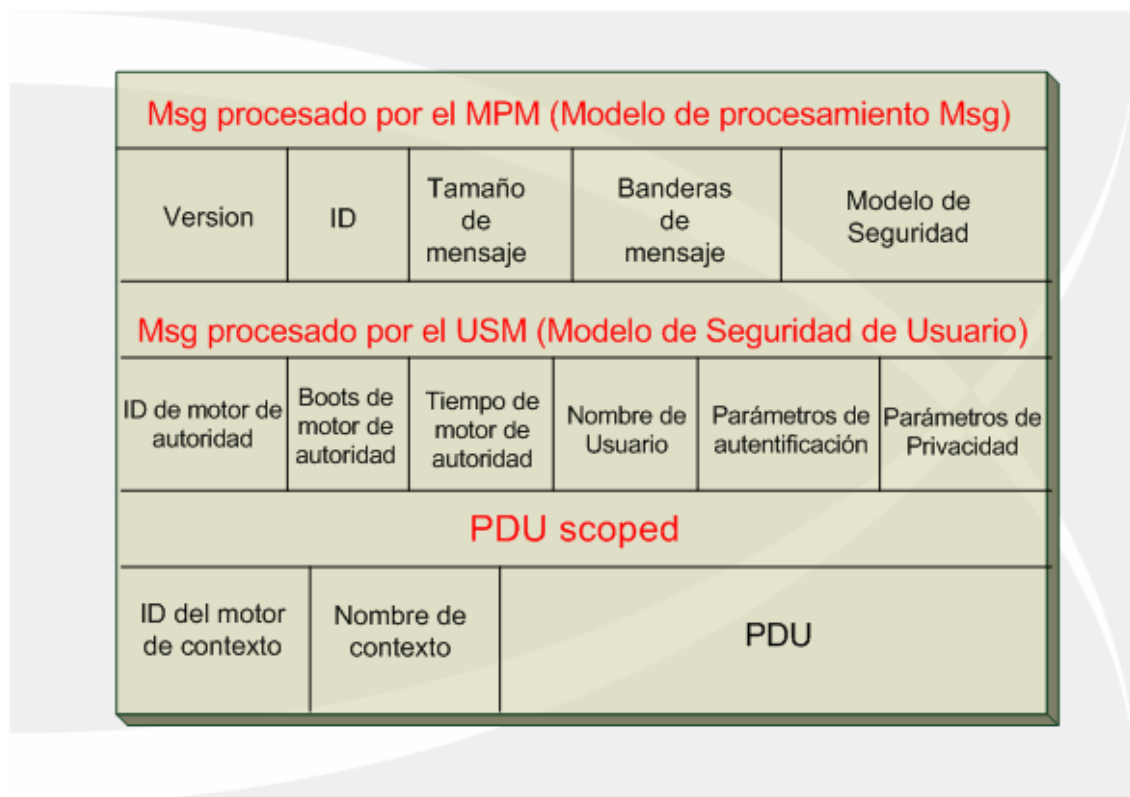 Msg procesado por el MPM (Modelo de procesamiento Msg)
Version
ID
Tamaño
de
mensaje
Banderas
de
mensaje
Modelo de
Seguridad
Msg procesado por el USM (Modelo de Seguridad de Usuario)
ID de motor de
autoridad
Boots de
motor de
autoridad
Tiempo de
motor de
autoridad
Nombre de
Usuario
Parámetros de
autentificación
Parámetros de
Privacidad
PDU scoped
ID del motor
de contexto
Nombre de
contexto
PDU